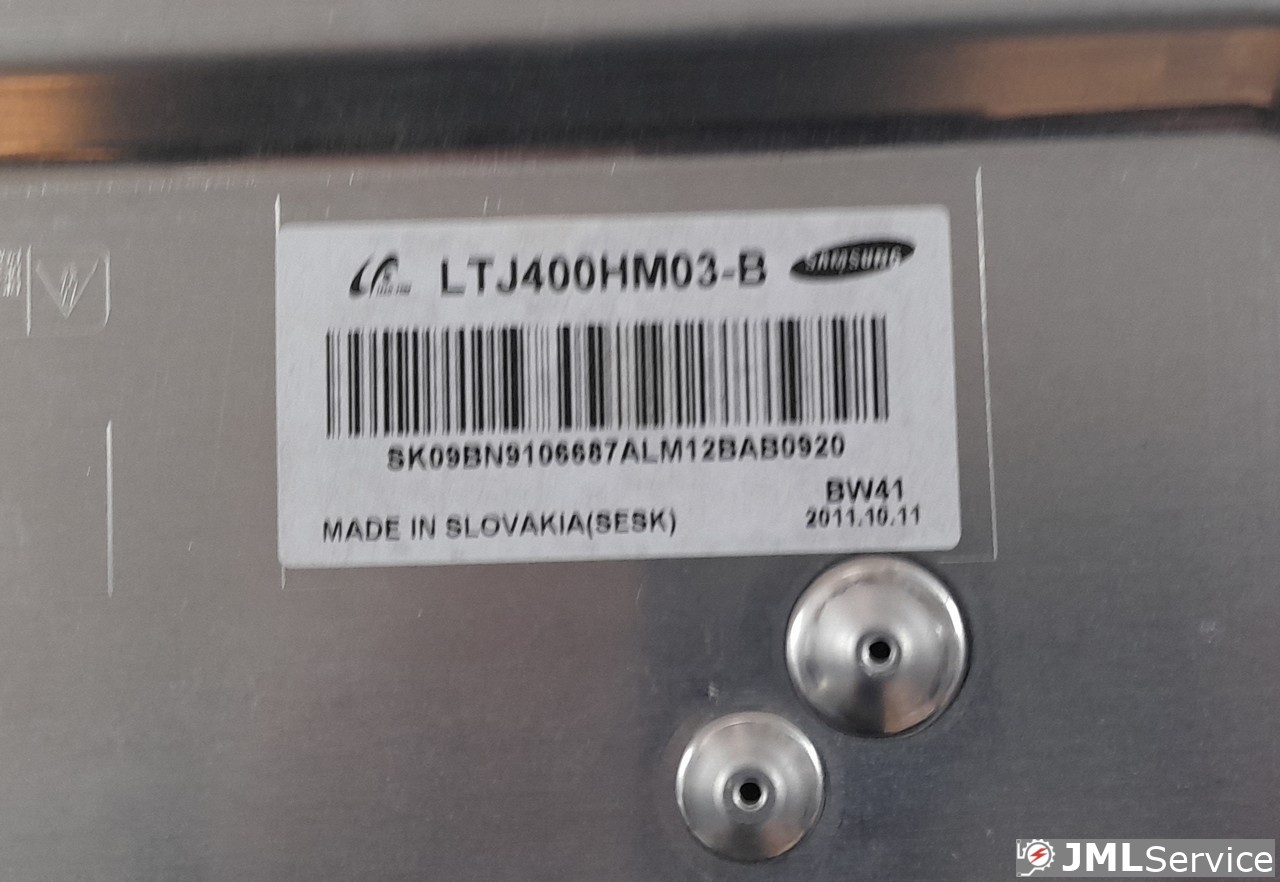 LTJ400HM03-B
SAMSUNG
SK09BN9106687ALM12BAB0920
BW41
MADE IN SLOVAKIA(SESK)
2011.10.11
JMLService